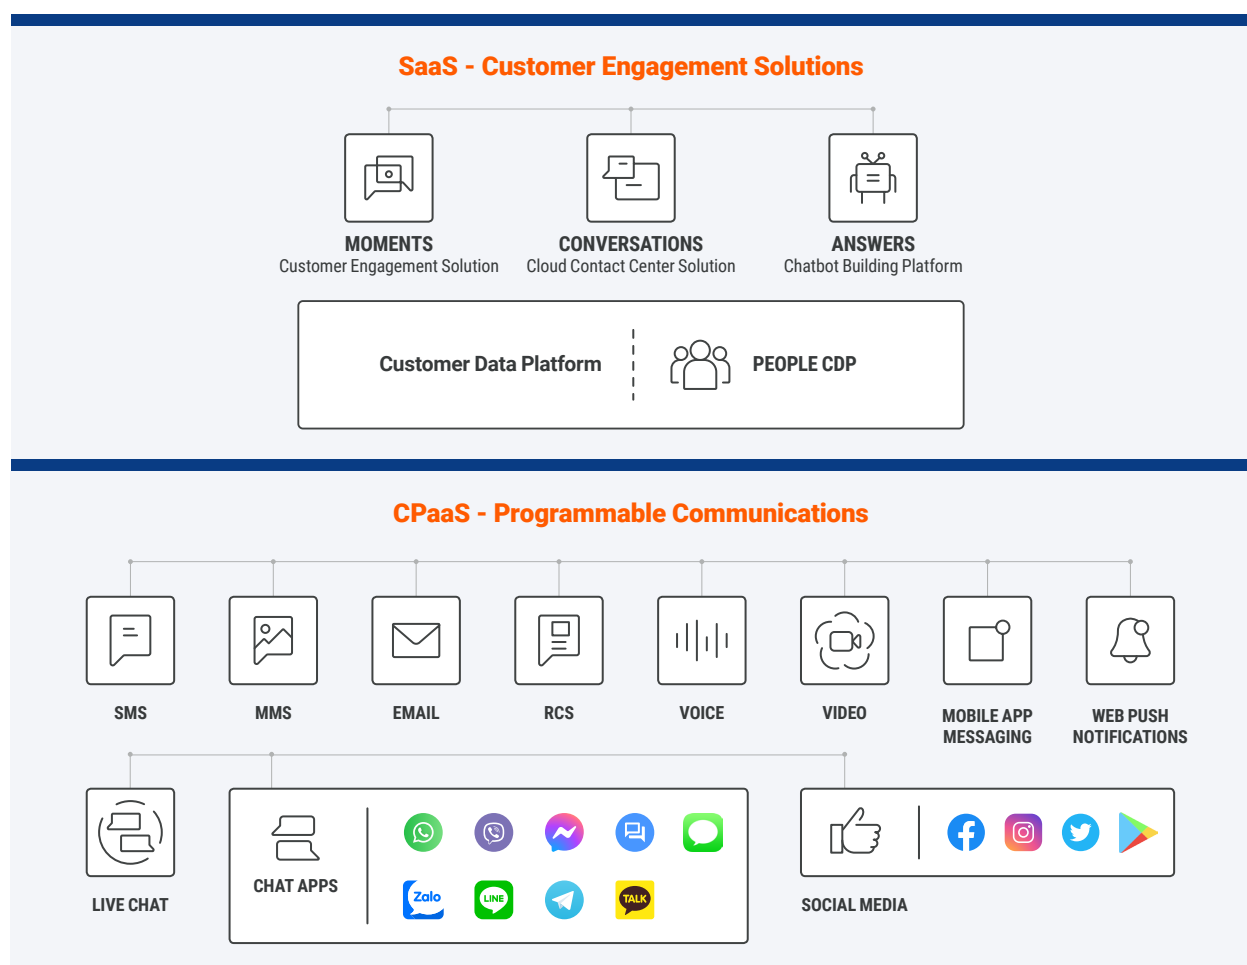 SaaS - Customer Engagement Solutions
MOMENTS
Customer Engagement Solution
CONVERSATIONS
Cloud Contact Center Solution
ANSWERS
Chatbot Building Platform
Customer Data Platform
PEOPLE CDP
CPaaS - Programmable Communications
SMS
MMS
EMAIL
RCS
VOICE
VIDEO
MOBILE APP
MESSAGING
WEB PUSH
NOTIFICATIONS
LIVE CHAT
CHAT APPS
Zalo
LINE
TALK
SOCIAL MEDIA